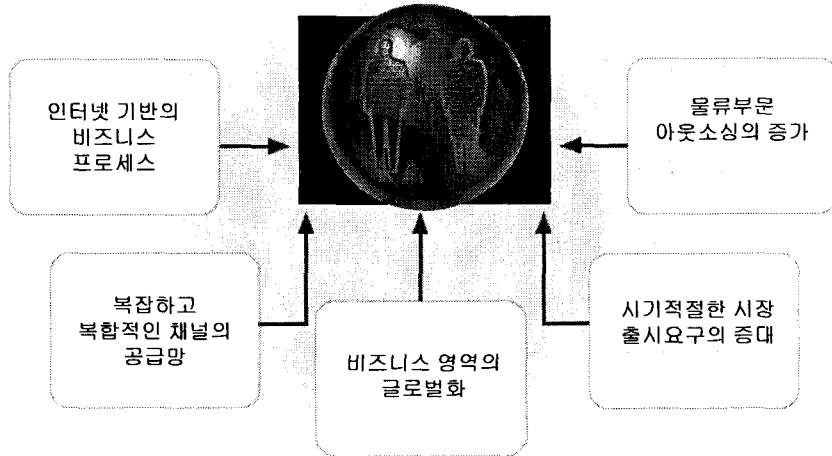 인터넷 기반의
비즈니스
프로세스
물류부문
아웃소싱의 증가
복잡하고
복합적인 채널의
공급망
비즈니스 영역의
글로벌화
시기적절한 시장
출시요구의 증대